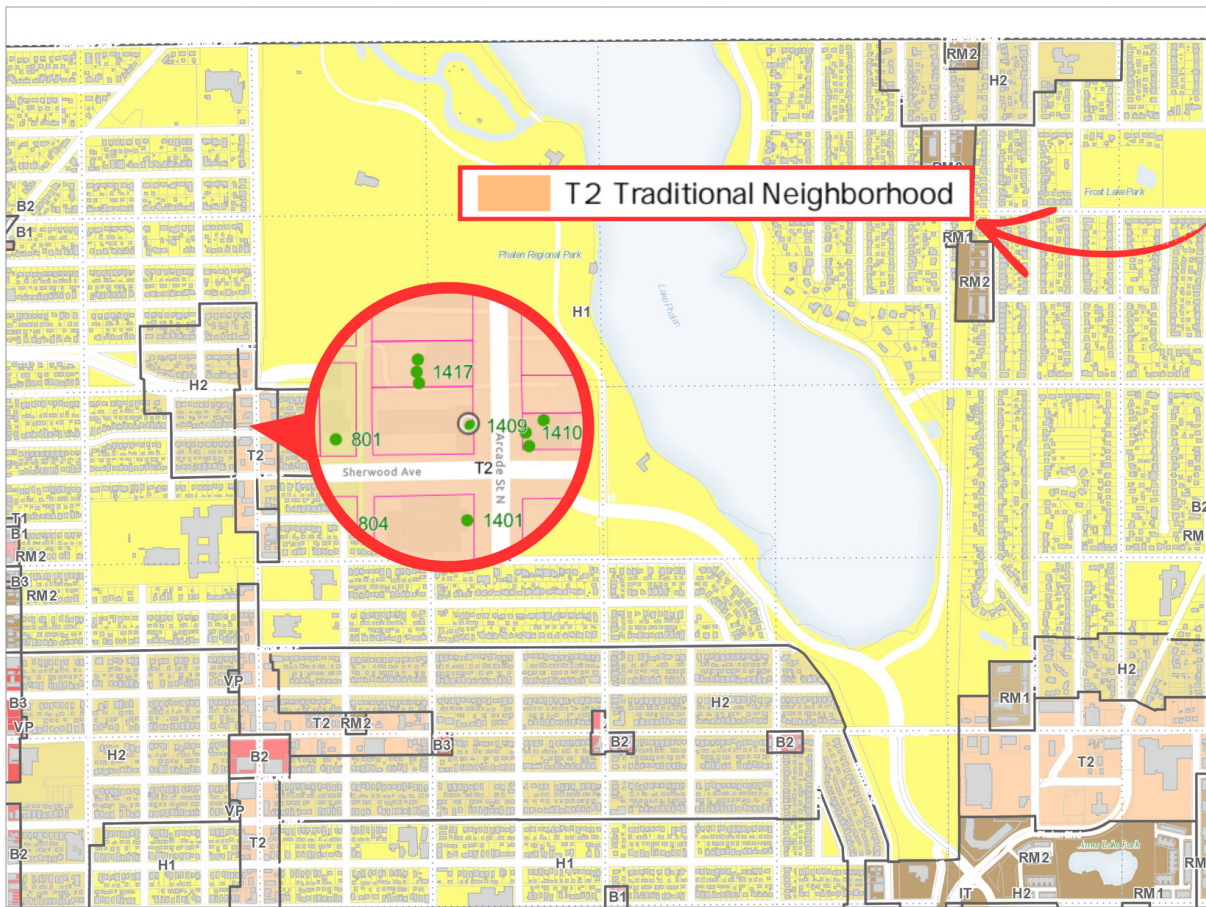 RM2
H2
RM2
B2
B1
Frost Lake Park
T2 Traditional Neighborhood
RM1
RM2
Phalen Regional Park
Lake Phalen
H1
H2
T2
1417
1409
1410
801
Sherwood Ave
T2
Arcade St N
804
1401
T1
B1
RM2
B3
RM2
B2
RM
VP
B3
VP
H2
T2
RM2
B3
B2
VP
T2
B2
H1
H2
B2
B2
H1
B1
H2
RM1
T2
Ames Lake Park
RM2
RM
IT
H2
RM1